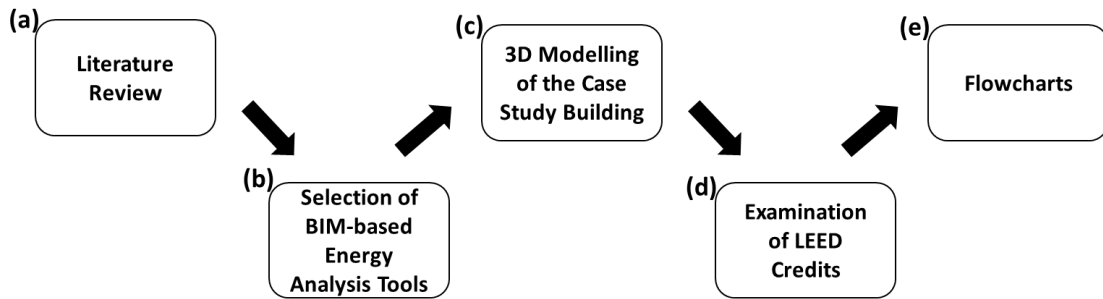 (a)
Literature
Review
(b)
Selection of
BIM-based
Energy
Analysis Tools
(c)
3D Modelling
of the Case
Study Building
(d)
Examination
of LEED
Credits
(e)
Flowcharts